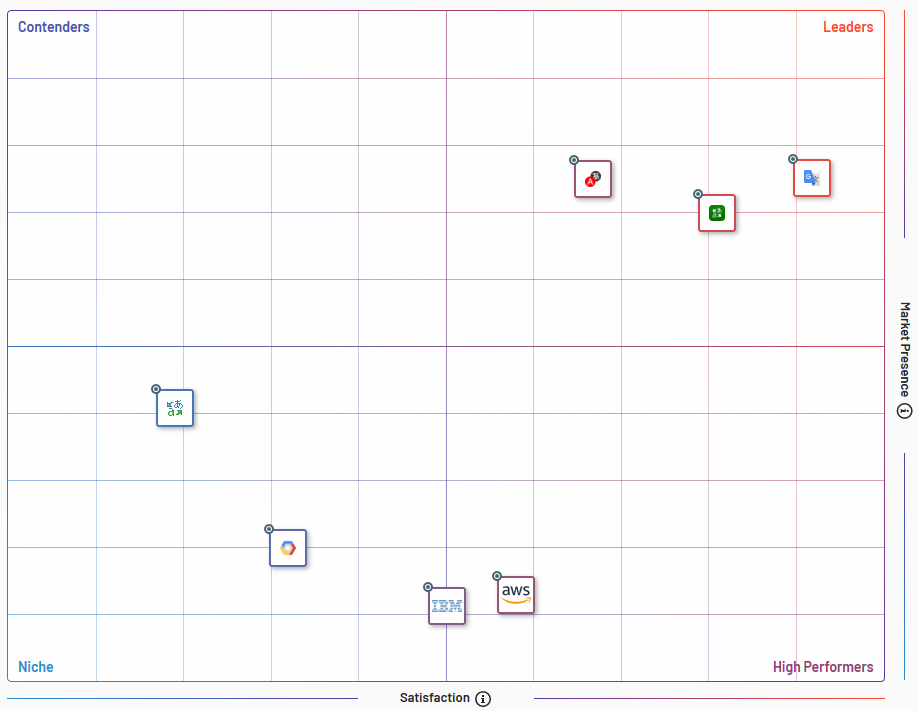 Contenders
Leaders
G
IBM
aws
Niche
High Performers
Satisfaction
Market Presence